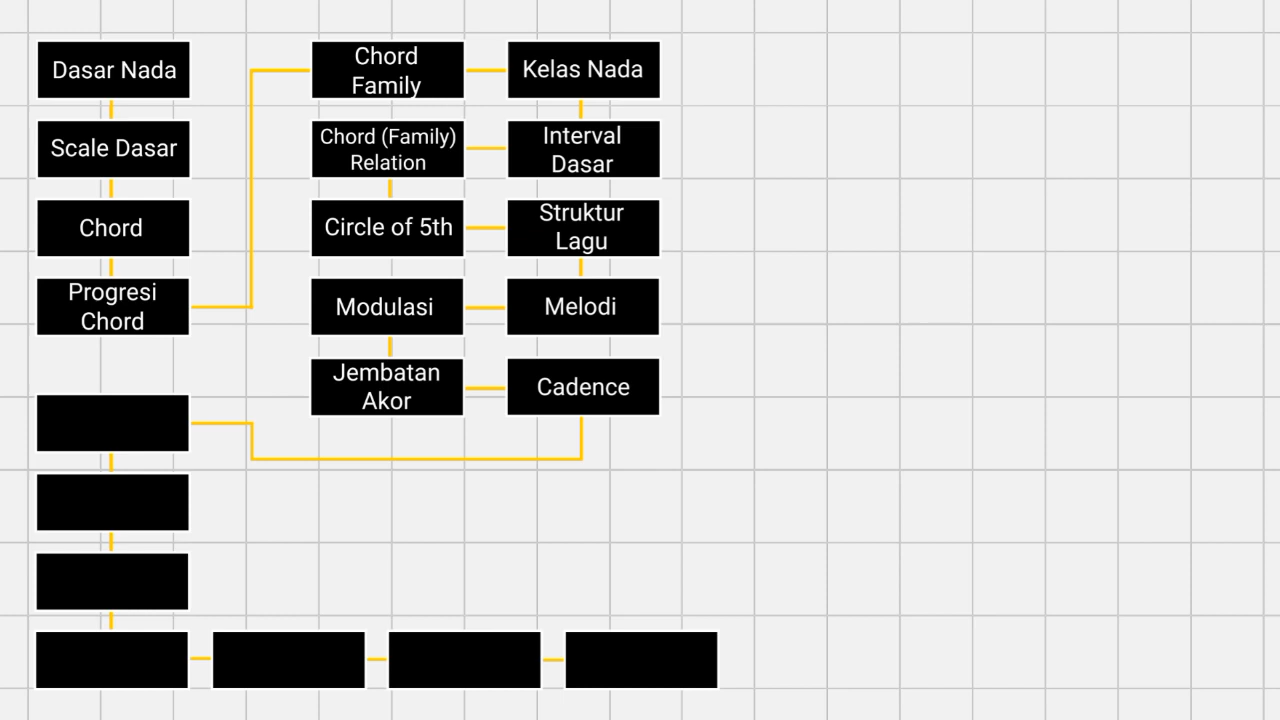 Dasar Nada
Scale Dasar
Chord
Progresi
Chord
Chord
Family
Kelas Nada
Chord (Family)
Relation
Interval
Dasar
Circle of 5th
Struktur
Lagu
Modulasi
Melodi
Jembatan
Akor
Cadence